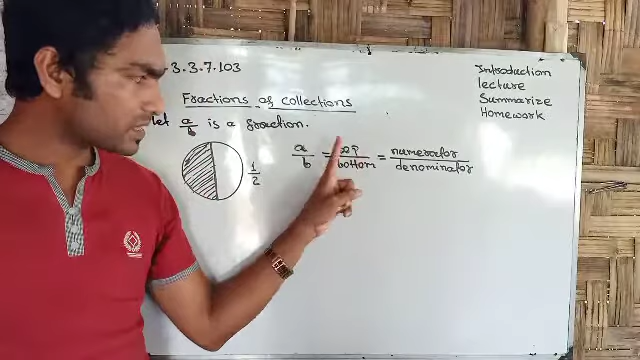 3.3.7.103
Fractions of collections
let a/b is a fraction.
1/2
a/b = top/bottom = numerator/denominator
Introduction
lecture
Summarize
Homework